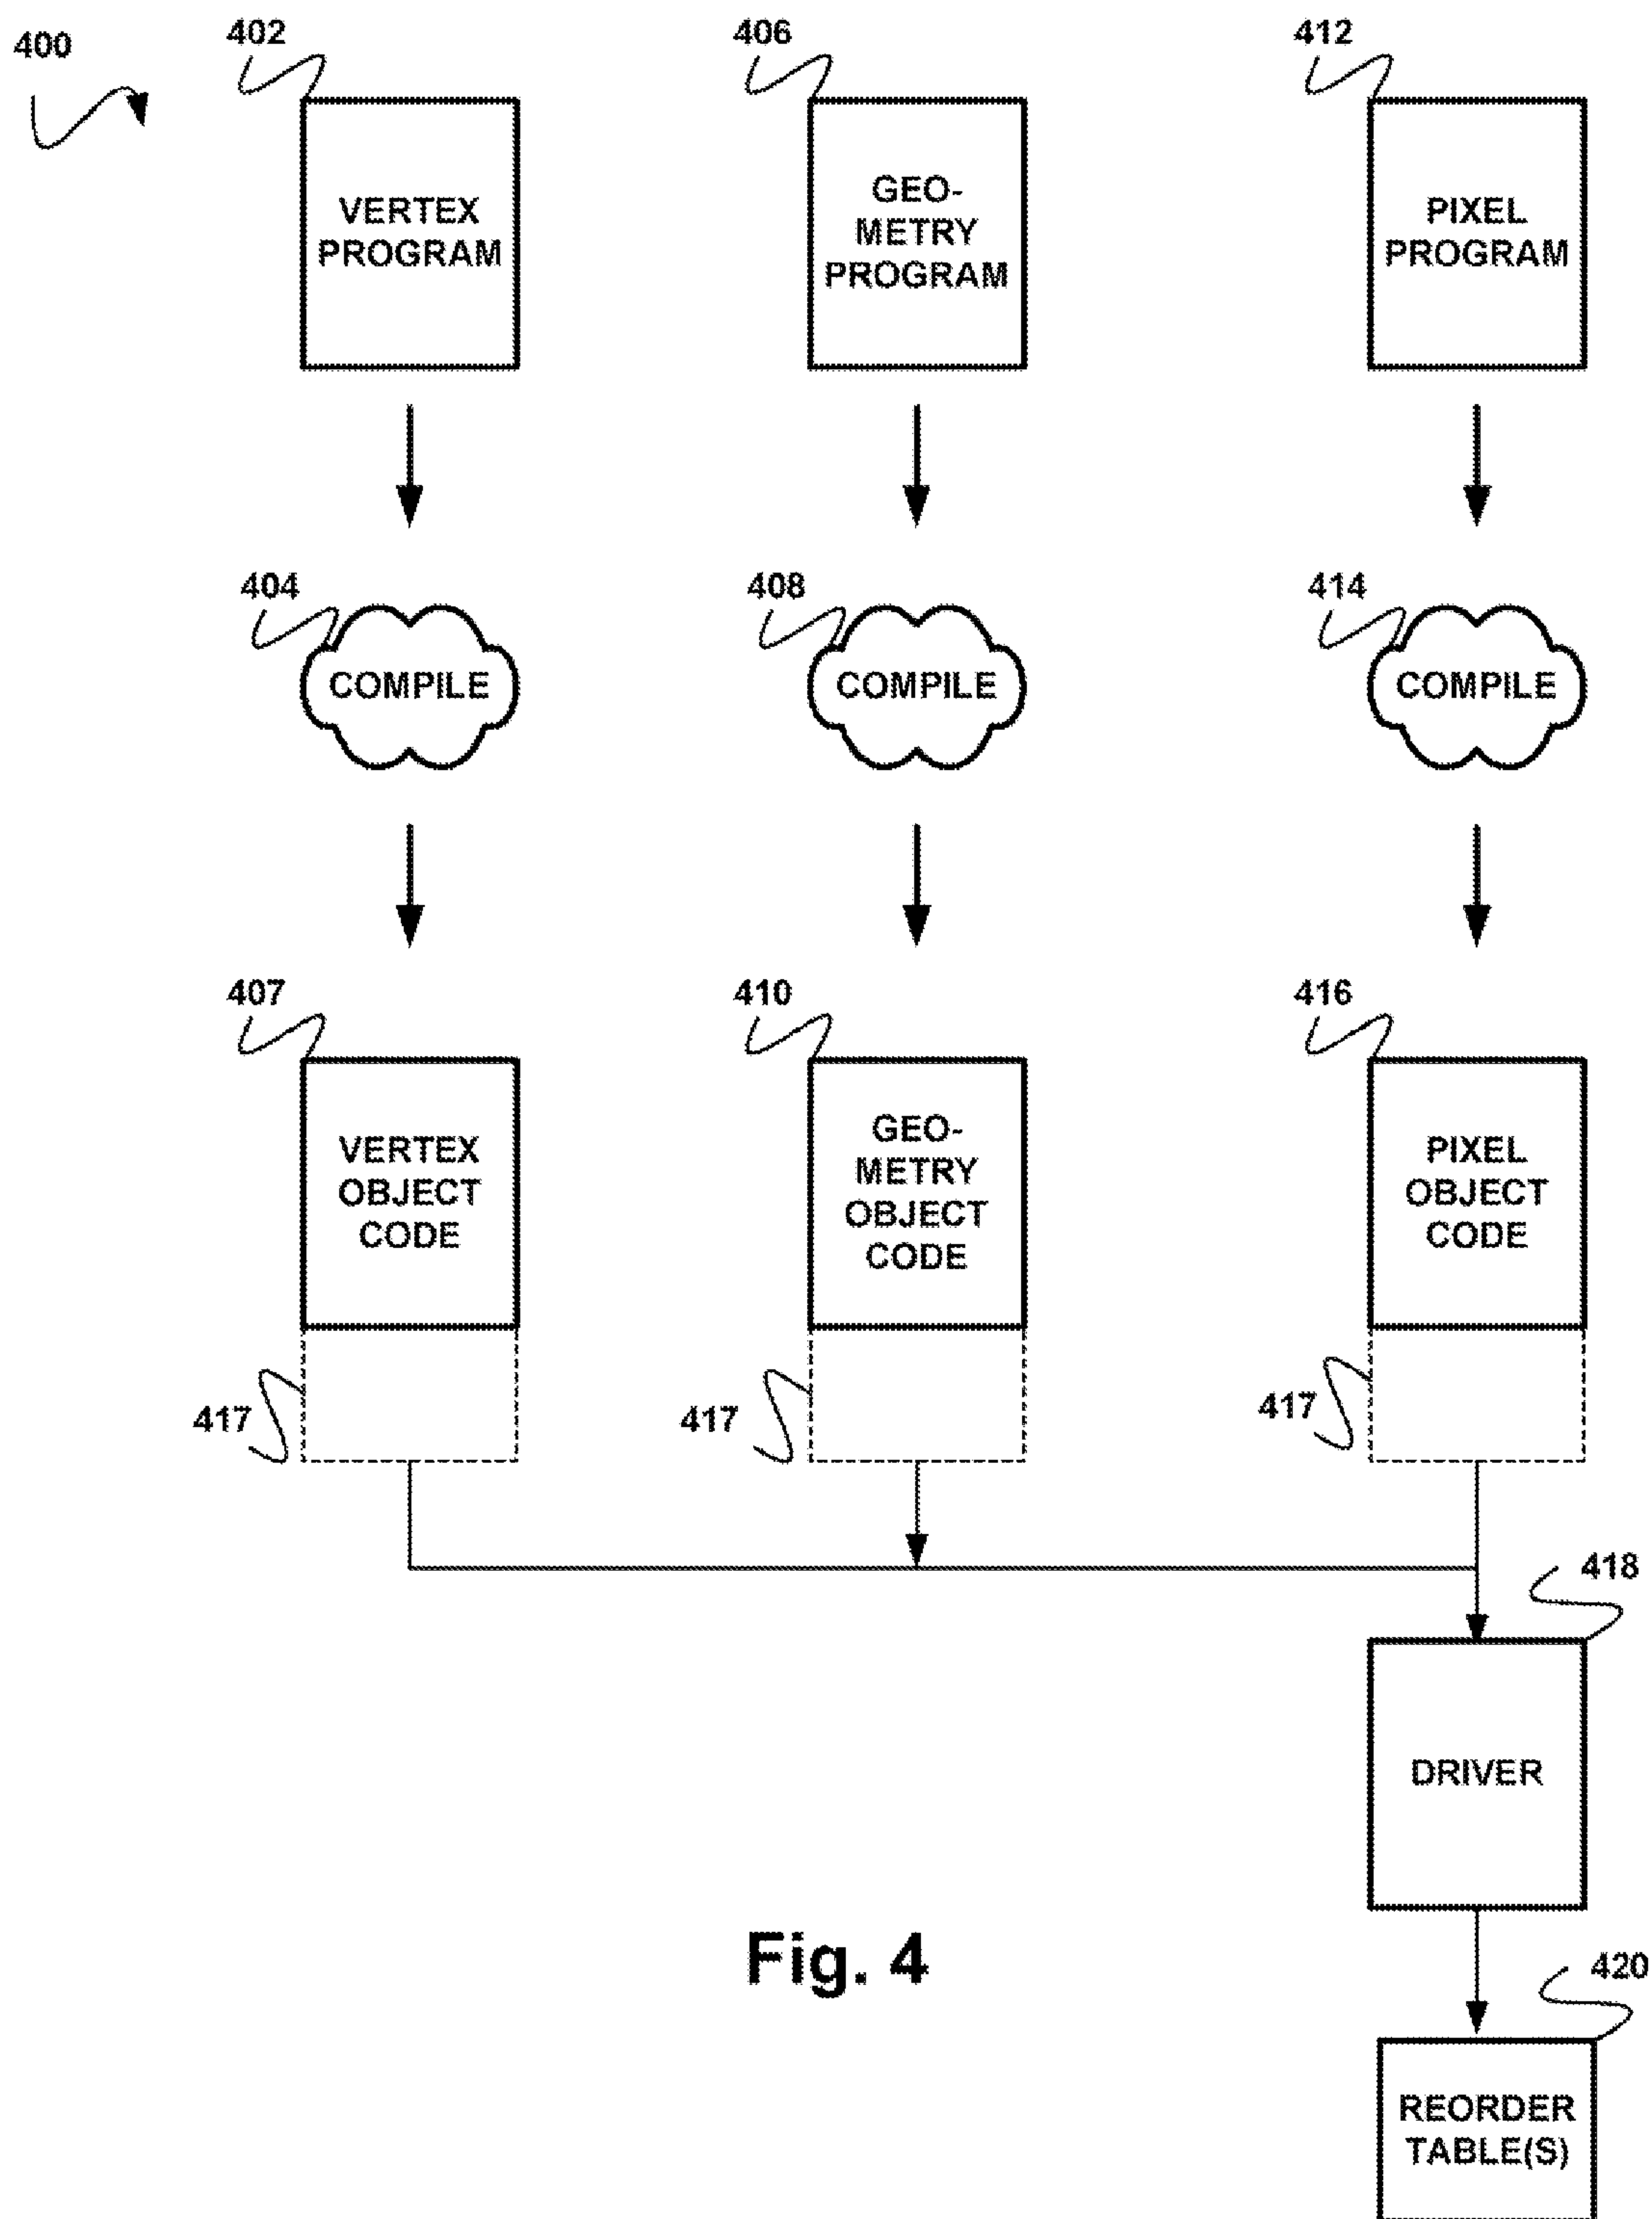 400
402
406
412
VERTEX
PROGRAM
GEO-
METRY
PROGRAM
PIXEL
PROGRAM
404
408
414
COMPILE
COMPILE
COMPILE
407
410
416
VERTEX
OBJECT
CODE
GEO-
METRY
OBJECT
CODE
PIXEL
OBJECT
CODE
417
417
417
418
DRIVER
Fig. 4
420
REORDER
TABLE(S)